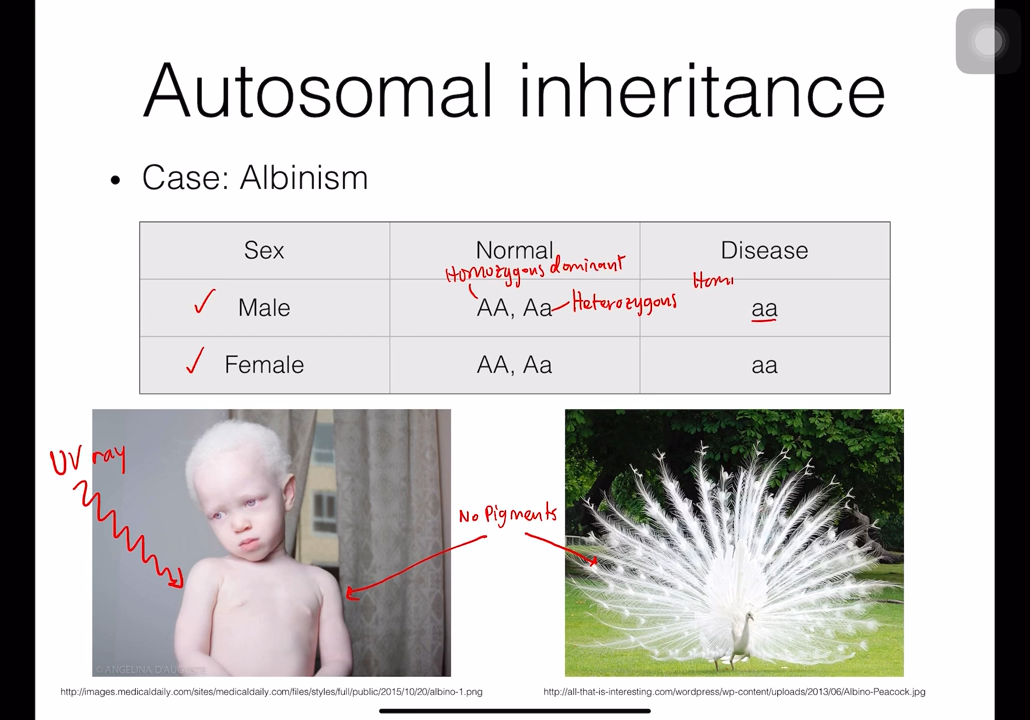 Autosomal inheritance
• Case: Albinism
Sex Normal Disease
Homozygous dominant
Homi
Male AA, Aa Heterozygous aa
Female AA, Aa aa
UV ray
No Pigments
© ANGELINA D'AUGUSTE
http://images.medicaldaily.com/sites/medicaldaily.com/files/styles/full/public/2015/10/20/albino-1.png
http://all-that-is-interesting.com/wordpress/wp-content/uploads/2013/06/Albino-Peacock.jpg